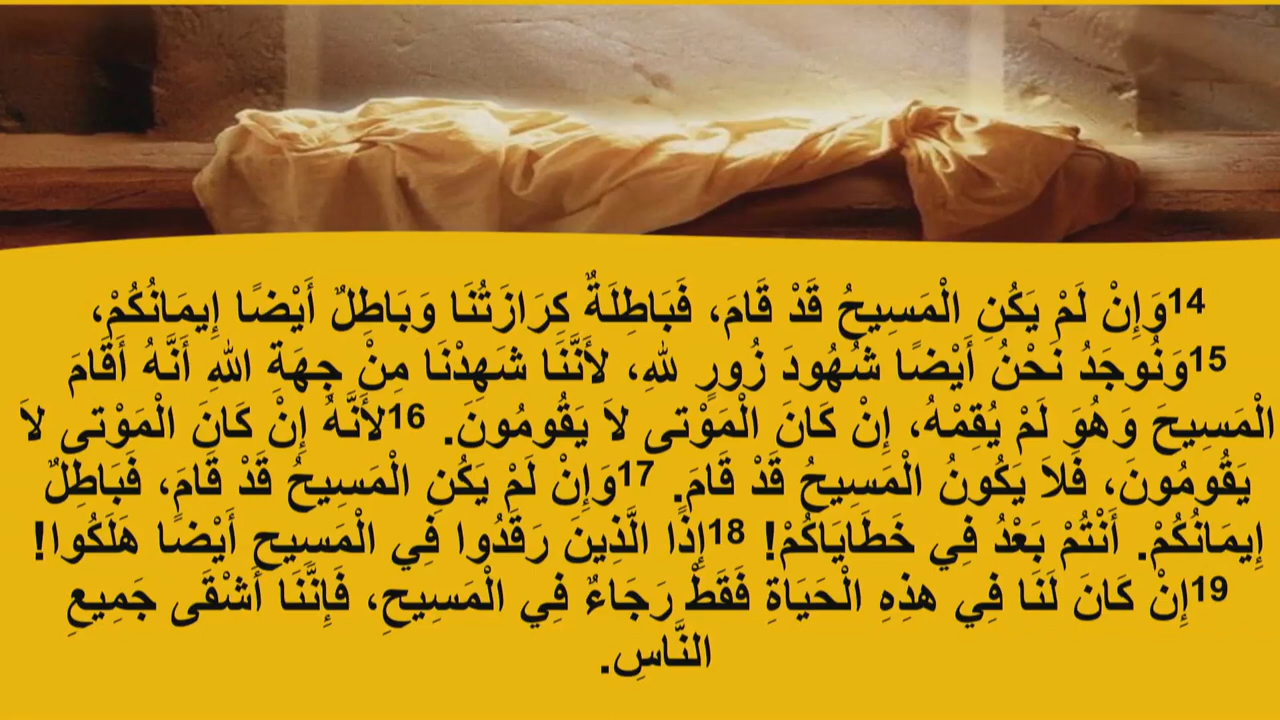 14وَإِنْ لَمْ يَكُنِ الْمَسِيحُ قَدْ قَامَ، فَبَاطِلَةٌ كِرَازَتُنَا وَبَاطِلٌ أَيْضًا إِيمَانُكُمْ،
15وَنُوجَدُ نَحْنُ أَيْضًا شُهُودَ زُورٍ للهِ، لأَنَّنَا شَهِدْنَا مِنْ جِهَةِ اللهِ أَنَّهُ أَقَامَ
الْمَسِيحَ وَهُوَ لَمْ يُقِمْهُ، إِنْ كَانَ الْمَوْتى لاَ يَقُومُونَ. 16لأَنَّهُ إِنْ كَانَ الْمَوْتى لاَ
يَقُومُونَ، فَلاَ يَكُونُ الْمَسِيحُ قَدْ قَامَ. 17وَإِنْ لَمْ يَكُنِ الْمَسِيحُ قَدْ قَامَ، فَبَاطِلٌ
إِيمَانُكُمْ. أَنْتُمْ بَعْدُ فِي خَطَايَاكُمْ! 18إِذًا الَّذِينَ رَقَدُوا فِي الْمَسِيحِ أَيْضًا هَلَكُوا!
19إِنْ كَانَ لَنَا فِي هذِهِ الْحَيَاةِ فَقَطْ رَجَاءٌ فِي الْمَسِيحِ، فَإِنَّنَا أَشْقَى جَمِيعِ
النَّاسِ.